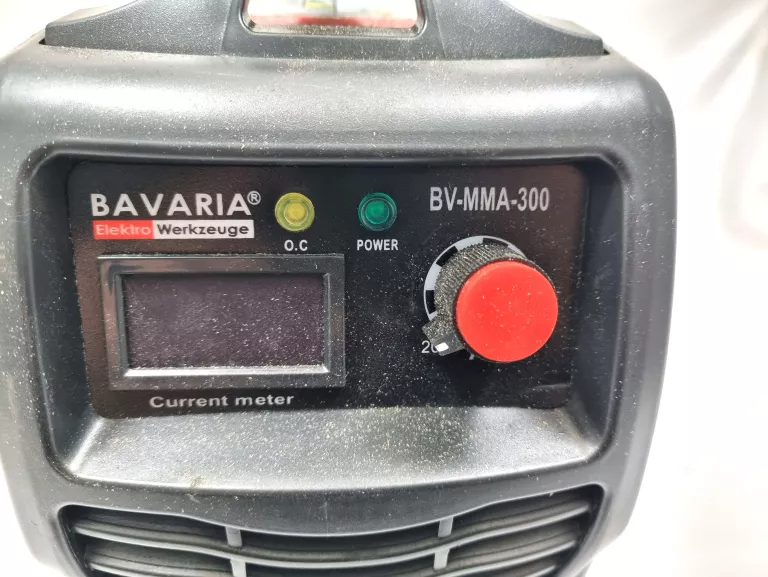 BAVARIA®
Elektro Werkzeuge
O.C
POWER
BV-MMA-300
Current meter